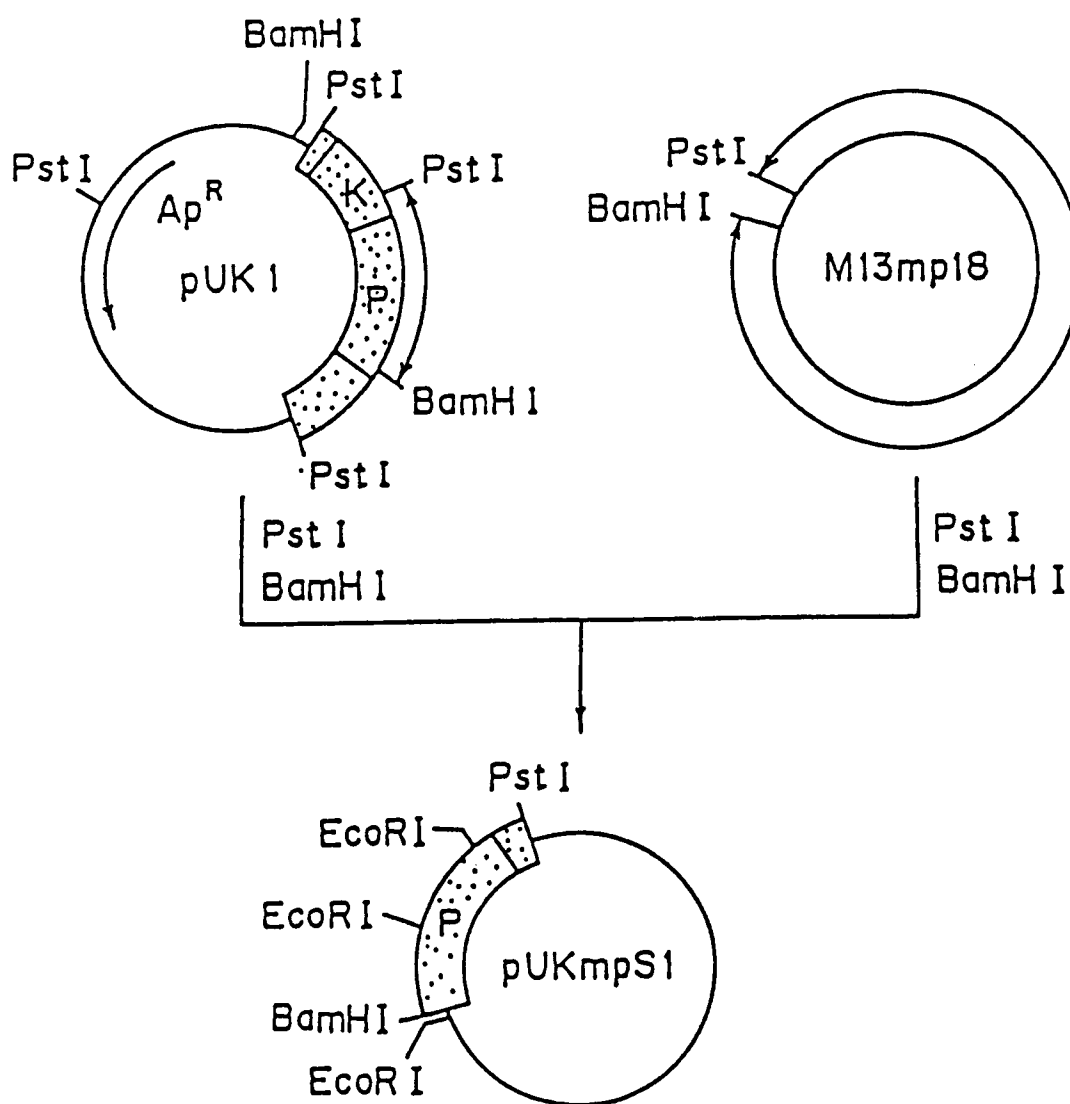 BamHI
PstI
PstI
PstI
Ap^R
K
pUK1
P
BamHI
PstI
PstI
BamHI
M13mp18
PstI
BamHI
PstI
BamHI
PstI
EcoRI
EcoRI
P
pUKmpS1
BamHI
EcoRI